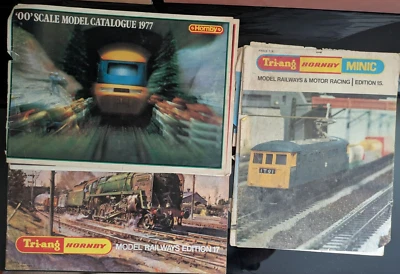 'OO' SCALE MODEL CATALOGUE 1977
Hornby
Tri-ang HORNBY MINIC
MODEL RAILWAYS & MOTOR RACING | EDITION 15
Tri-ang HORNBY MODEL RAILWAYS EDITION 17